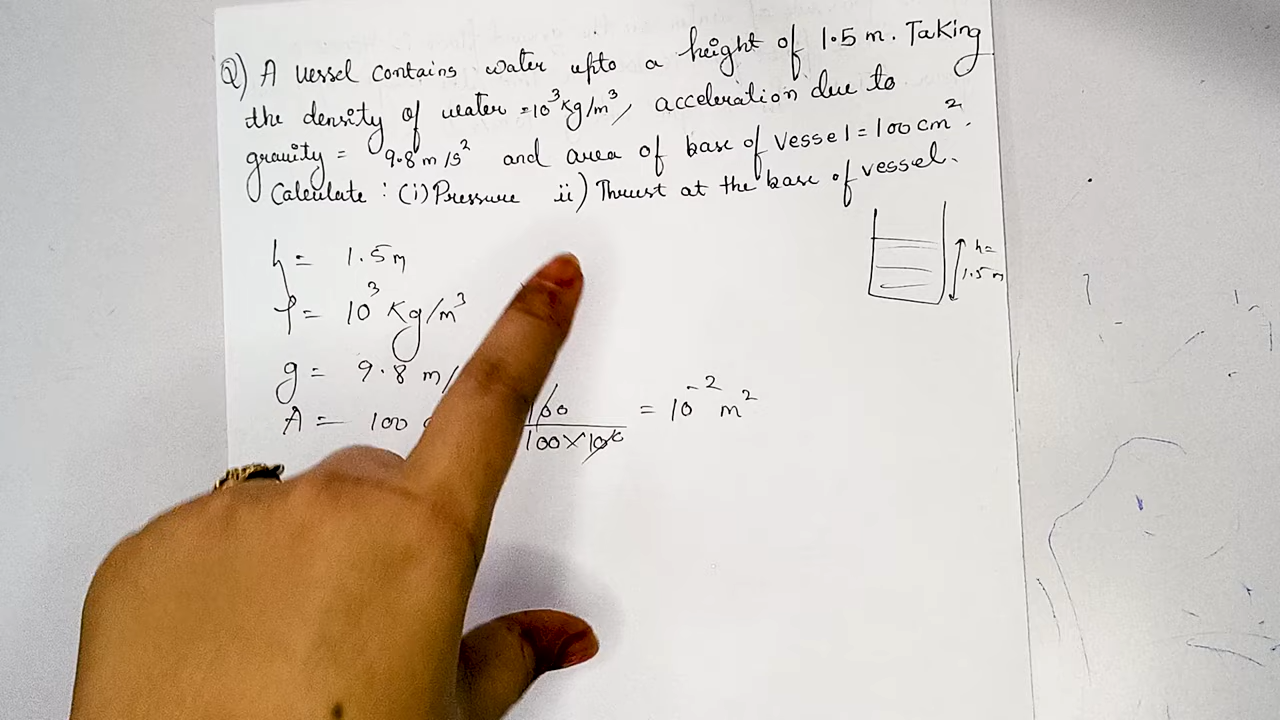 Q) A vessel contains water upto a height of 1.5 m. Taking
the density of water = 10³ Kg/m³, acceleration due to
gravity = 9.8 m/s² and area of base of vessel = 100 cm².
Calculate : (i) Pressure ii) Thrust at the base of vessel.
h = 1.5 m
h =
1.5 m
ρ = 10³ Kg/m³
g = 9.8 m/
A = 100
100
100 × 100
= 10⁻² m²